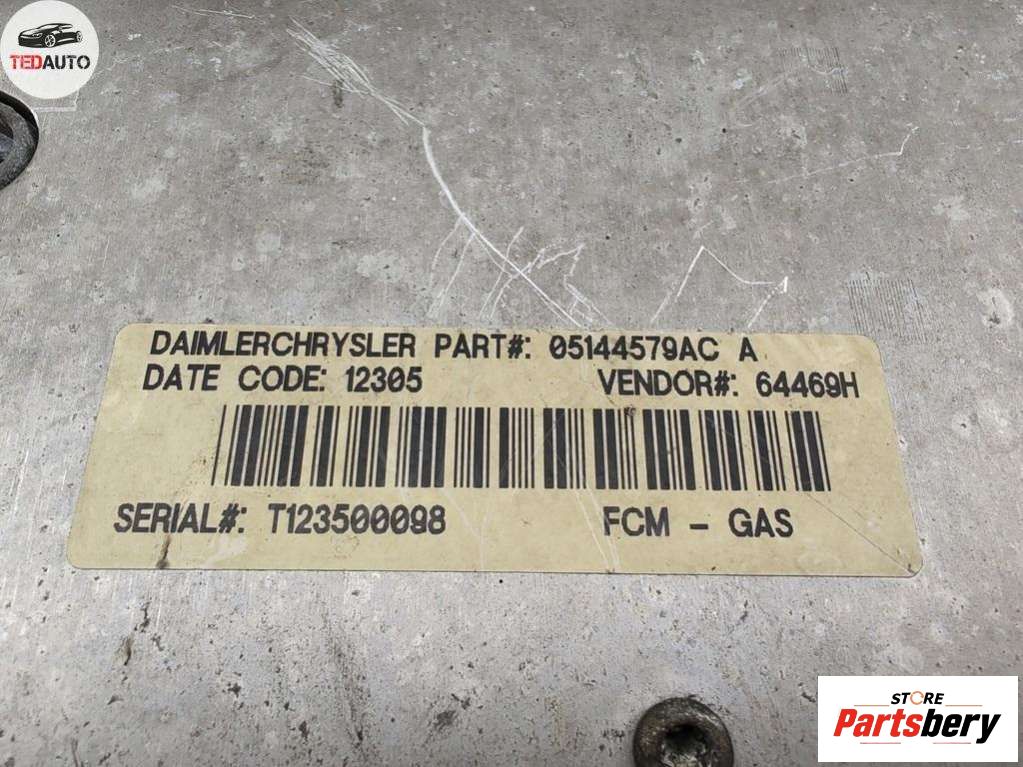 TEDAUTO
DAIMLERCHRYSLER PART#: 05144579AC A
DATE CODE: 12305 VENDOR#: 64469H
SERIAL#: T123500098 FCM - GAS
STORE
Partsbery